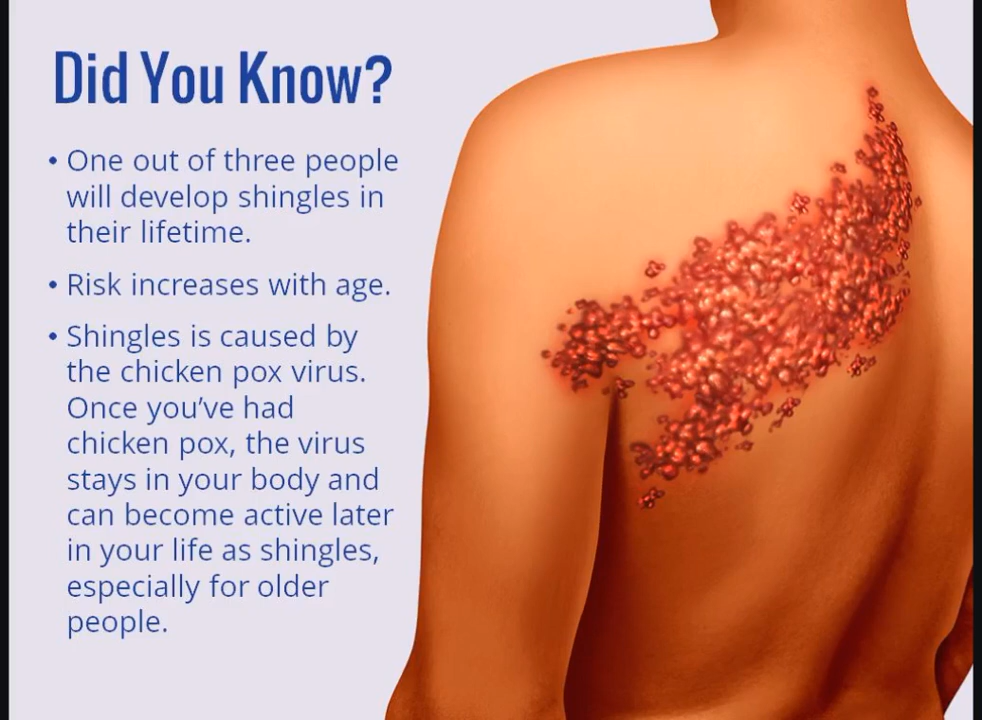 Did You Know?
• One out of three people
will develop shingles in
their lifetime.
• Risk increases with age.
• Shingles is caused by
the chicken pox virus.
Once you’ve had
chicken pox, the virus
stays in your body and
can become active later
in your life as shingles,
especially for older
people.